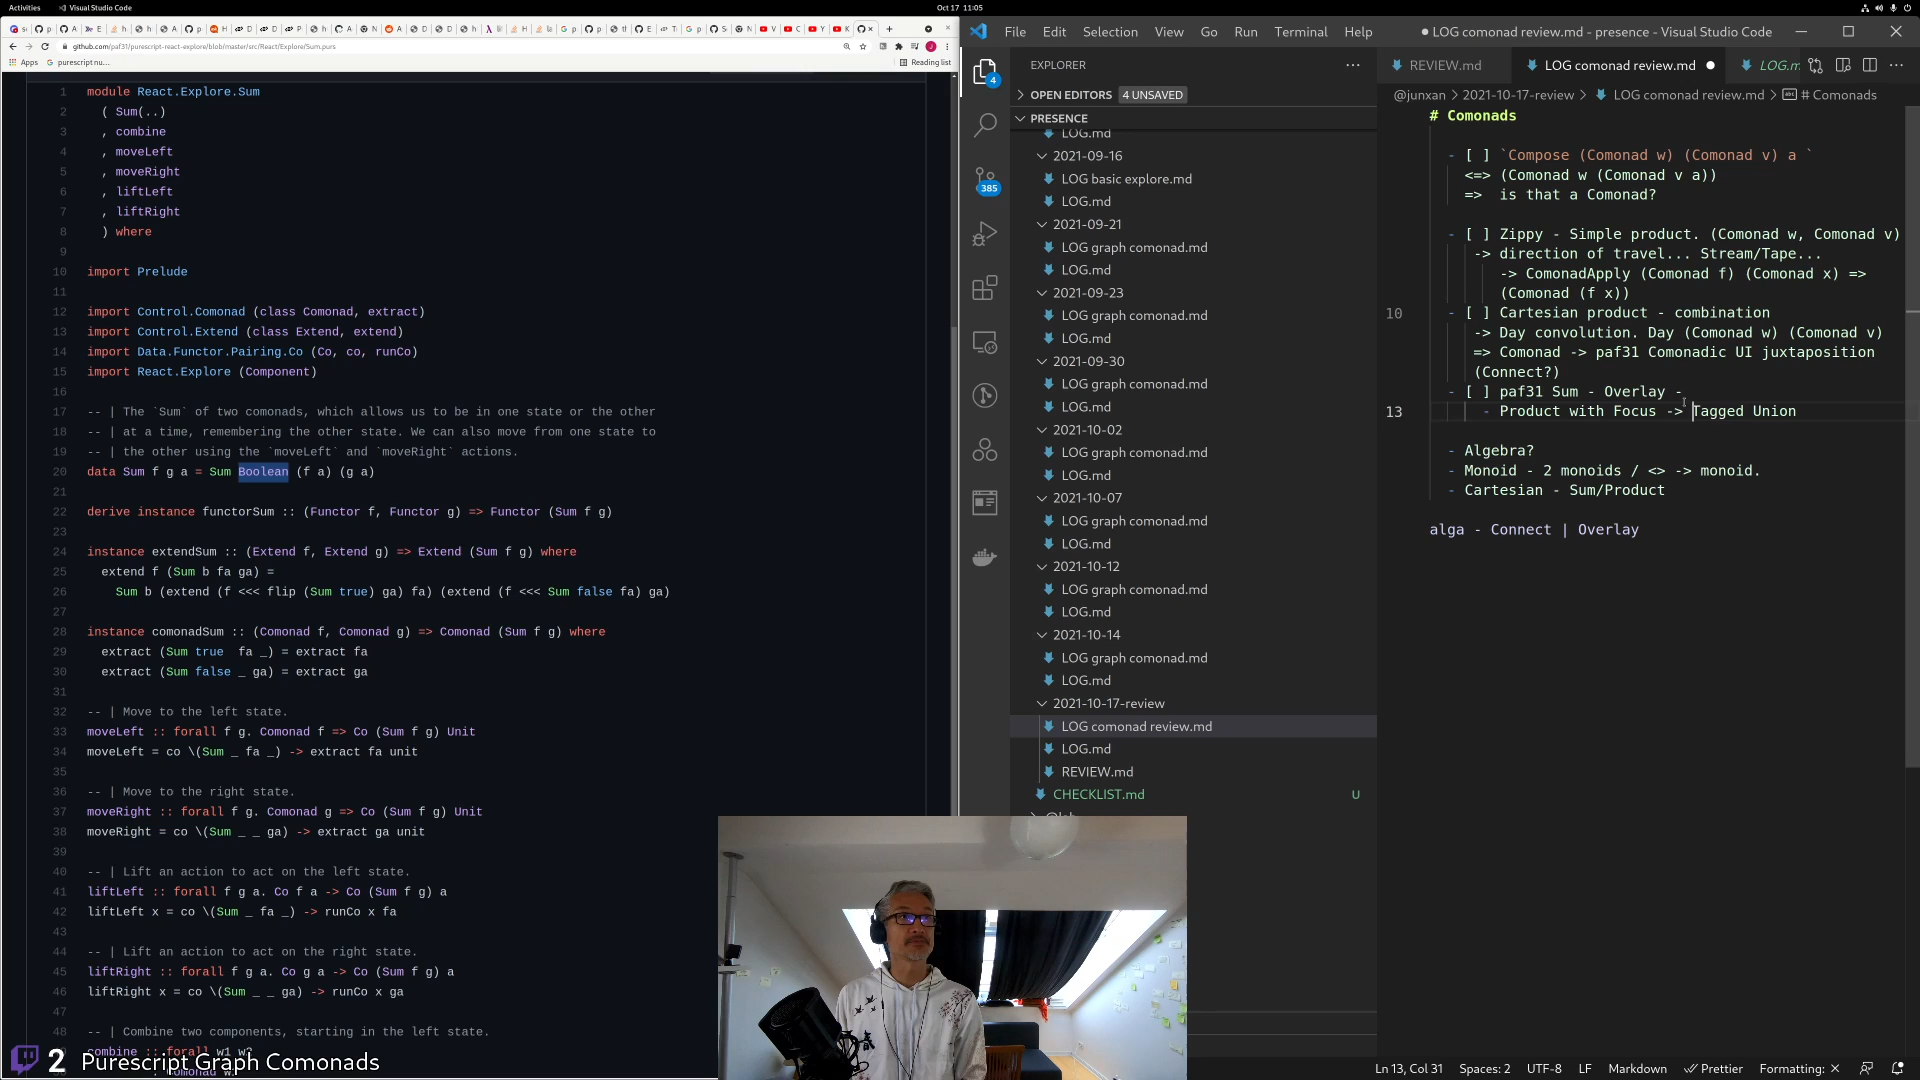 Activities
Visual Studio Code
Oct 17 11:05
github.com/paf31/purescript-react-explore/blob/master/src/React/Explore/Sum.purs
Apps
purescript nu...
Reading list
1 module React.Explore.Sum
2 ( Sum(..)
3 , combine
4 , moveLeft
5 , moveRight
6 , liftLeft
7 , liftRight
8 ) where
9
10 import Prelude
11
12 import Control.Comonad (class Comonad, extract)
13 import Control.Extend (class Extend, extend)
14 import Data.Functor.Pairing.Co (Co, co, runCo)
15 import React.Explore (Component)
16
17 -- | The `Sum` of two comonads, which allows us to be in one state or the other
18 -- | at a time, remembering the other state. We can also move from one state to
19 -- | the other using the `moveLeft` and `moveRight` actions.
20 data Sum f g a = Sum Boolean (f a) (g a)
21
22 derive instance functorSum :: (Functor f, Functor g) => Functor (Sum f g)
23
24 instance extendSum :: (Extend f, Extend g) => Extend (Sum f g) where
25 extend f (Sum b fa ga) =
26 Sum b (extend (f <<< flip (Sum true) ga) fa) (extend (f <<< Sum false fa) ga)
27
28 instance comonadSum :: (Comonad f, Comonad g) => Comonad (Sum f g) where
29 extract (Sum true fa _) = extract fa
30 extract (Sum false _ ga) = extract ga
31
32 -- | Move to the left state.
33 moveLeft :: forall f g. Comonad f => Co (Sum f g) Unit
34 moveLeft = co \(Sum _ fa _) -> extract fa unit
35
36 -- | Move to the right state.
37 moveRight :: forall f g. Comonad g => Co (Sum f g) Unit
38 moveRight = co \(Sum _ _ ga) -> extract ga unit
39
40 -- | Lift an action to act on the left state.
41 liftLeft :: forall f g a. Co f a -> Co (Sum f g) a
42 liftLeft x = co \(Sum _ fa _) -> runCo x fa
43
44 -- | Lift an action to act on the right state.
45 liftRight :: forall f g a. Co g a -> Co (Sum f g) a
46 liftRight x = co \(Sum _ _ ga) -> runCo x ga
47
48 -- | Combine two components, starting in the left state.
combine :: forall w1 w2
2 Purescript Graph Comonads
File Edit Selection View Go Run Terminal Help
● LOG comonad review.md - presence - Visual Studio Code
4
385
EXPLORER
OPEN EDITORS 4 UNSAVED
PRESENCE
LOG.md
2021-09-16
LOG basic explore.md
LOG.md
2021-09-21
LOG graph comonad.md
LOG.md
2021-09-23
LOG graph comonad.md
LOG.md
2021-09-30
LOG graph comonad.md
LOG.md
2021-10-02
LOG graph comonad.md
LOG.md
2021-10-07
LOG graph comonad.md
LOG.md
2021-10-12
LOG graph comonad.md
LOG.md
2021-10-14
LOG graph comonad.md
LOG.md
2021-10-17-review
LOG comonad review.md
LOG.md
REVIEW.md
CHECKLIST.md U
REVIEW.md
LOG comonad review.md
LOG.m
@junxan > 2021-10-17-review > LOG comonad review.md > # Comonads
# Comonads
- [ ] `Compose (Comonad w) (Comonad v) a `
<=> (Comonad w (Comonad v a))
=> is that a Comonad?
- [ ] Zippy - Simple product. (Comonad w, Comonad v)
-> direction of travel... Stream/Tape...
-> ComonadApply (Comonad f) (Comonad x) =>
(Comonad (f x))
10 - [ ] Cartesian product - combination
-> Day convolution. Day (Comonad w) (Comonad v)
=> Comonad -> paf31 Comonadic UI juxtaposition
(Connect?)
- [ ] paf31 Sum - Overlay -
13 - Product with Focus -> Tagged Union
- Algebra?
- Monoid - 2 monoids / <> -> monoid.
- Cartesian - Sum/Product
alga - Connect | Overlay
Ln 13, Col 31
Spaces: 2
UTF-8
LF
Markdown
Prettier
Formatting: ×